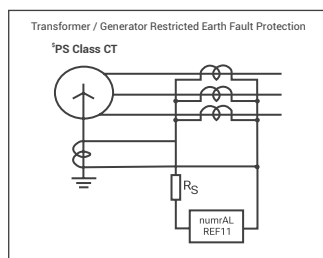 Transformer / Generator Restricted Earth Fault Protection
$PS Class CT
RS
numrAL
REF11